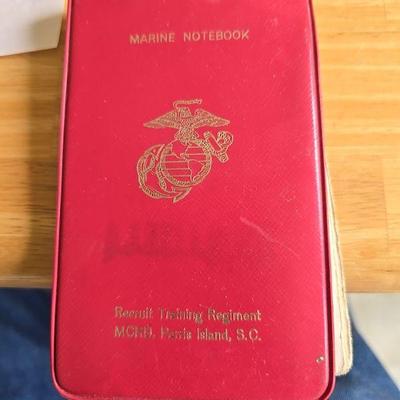 MARINE NOTEBOOK
Recruit Training Regiment
MCRD, Parris Island, S.C.